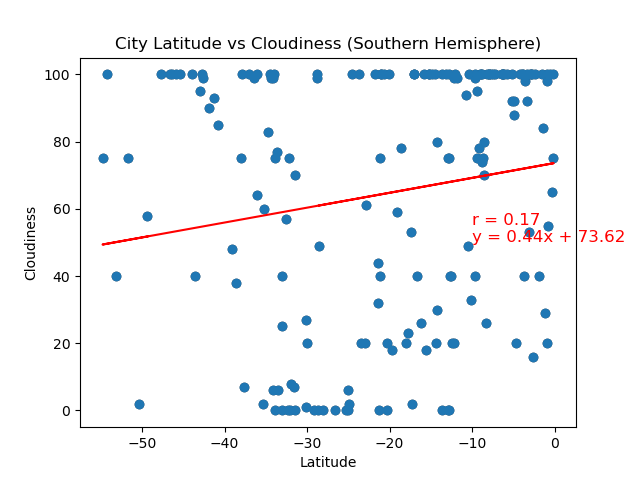 City Latitude vs Cloudiness (Southern Hemisphere)
100
80
60
40
20
0
Cloudiness
r = 0.17
y = 0.44x + 73.62
−50
−40
−30
−20
−10
0
Latitude